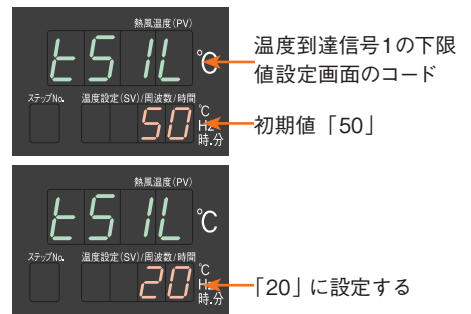 熱風温度(PV)
tS1L ℃
温度到達信号1の下限
値設定画面のコード
ステップNo. 温度設定(SV)/周波数/時間
50 ℃
Hz
時.分
初期値「50」
熱風温度(PV)
tS1L ℃
ステップNo. 温度設定(SV)/周波数/時間
20 ℃
Hz
時.分
「20」に設定する